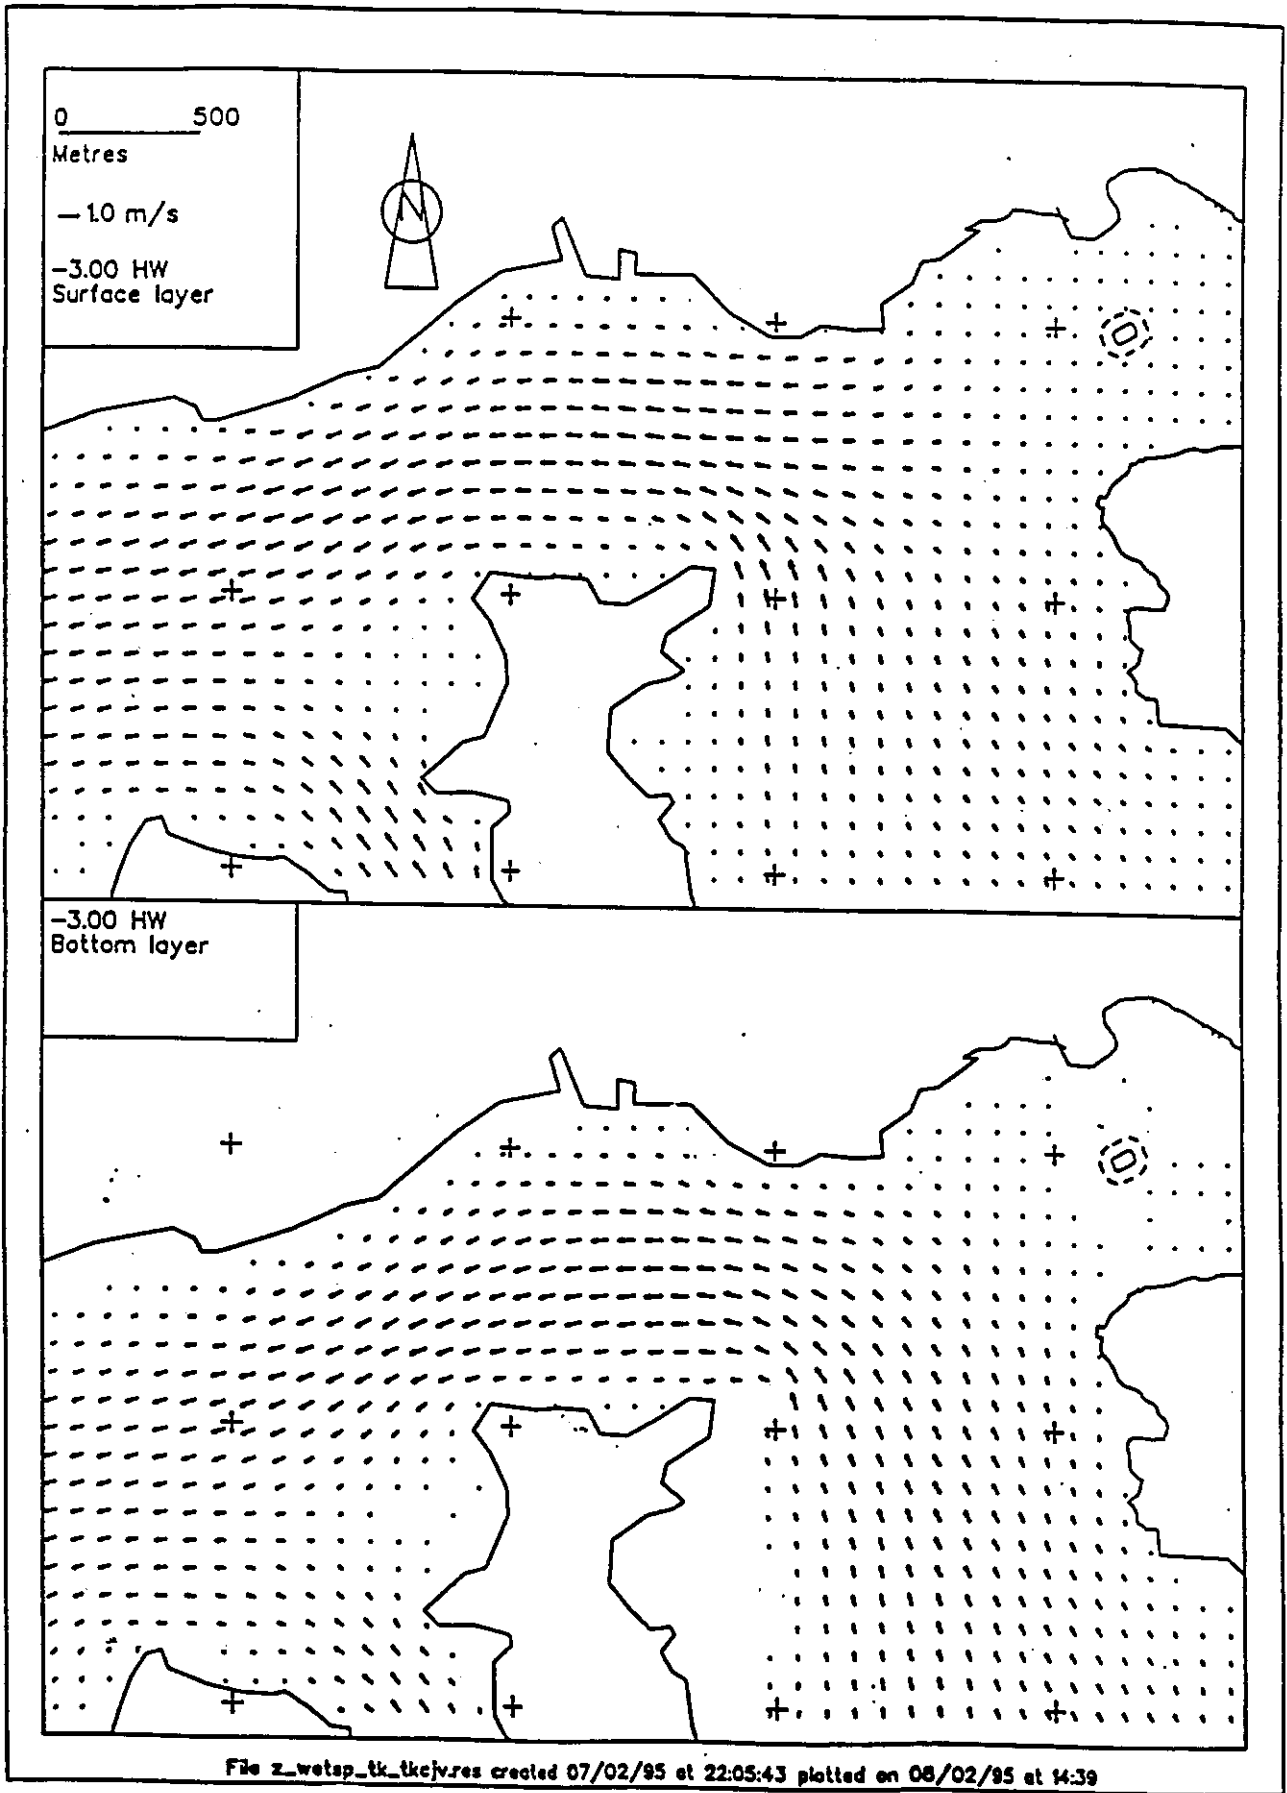 0 500
Metres
1.0 m/s
-3.00 HW
Surface layer
N
-3.00 HW
Bottom layer
File z_wetsp_tk_tkejv.res created 07/02/95 at 22:05:43 plotted on 08/02/95 at 14:39